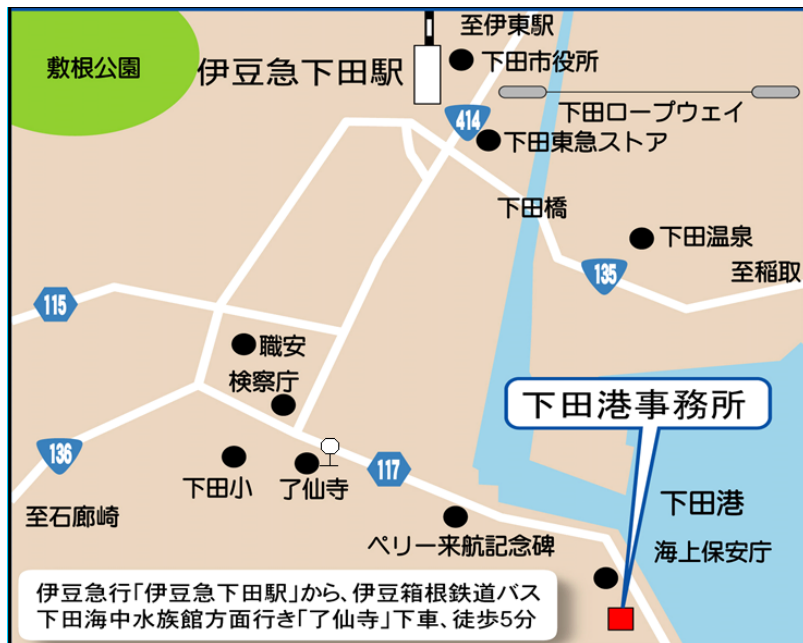 至伊東駅
敷根公園
伊豆急下田駅
下田市役所
下田ロープウェイ
414
下田東急ストア
下田橋
下田温泉
135
至稲取
115
職安
検察庁
下田港事務所
136
下田小
了仙寺
117
至石廊崎
ペリー来航記念碑
下田港
海上保安庁
伊豆急行「伊豆急下田駅」から、伊豆箱根鉄道バス
下田海中水族館方面行き「了仙寺」下車、徒歩5分